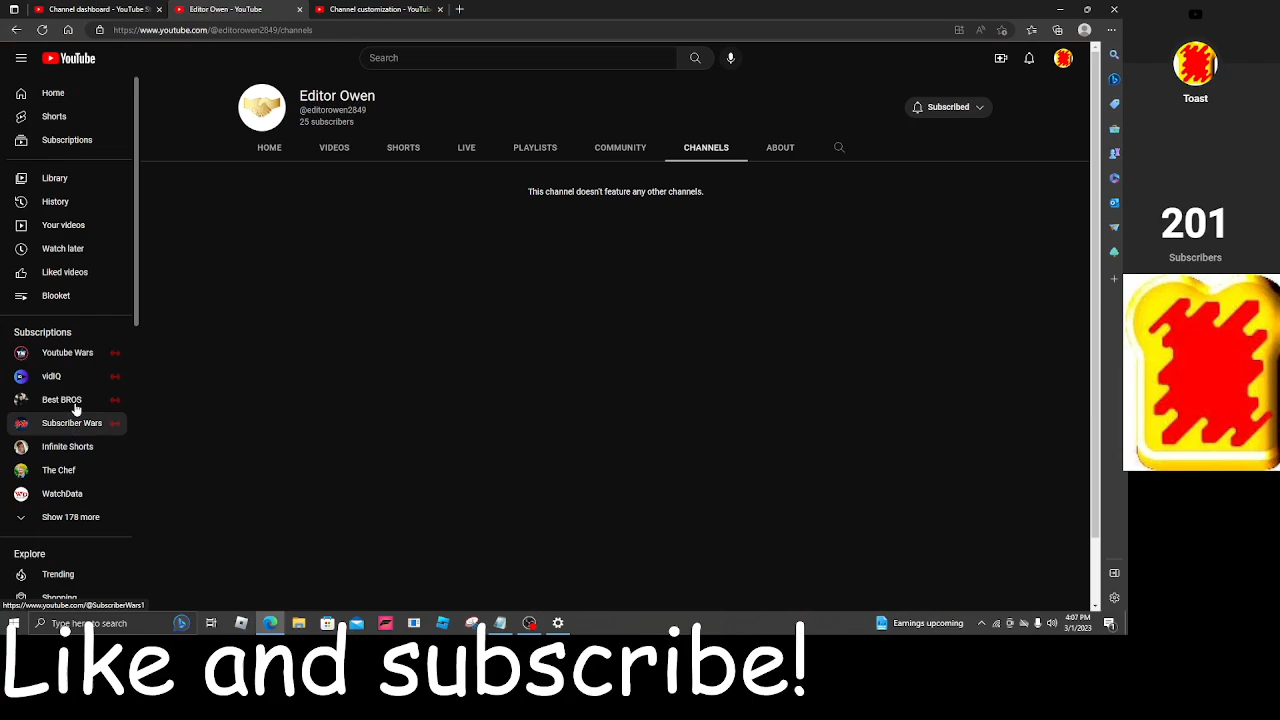 Channel dashboard - YouTube St
Editor Owen - YouTube
Channel customization - YouTube
https://www.youtube.com/@editorowen2849/channels
YouTube
Search
Toast
201
Subscribers
Home
Shorts
Subscriptions
Library
History
Your videos
Watch later
Liked videos
Blooket
Subscriptions
Youtube Wars
vidIQ
Best BROS
Subscriber Wars
Infinite Shorts
The Chef
WatchData
Show 178 more
Explore
Trending
Shopping
Editor Owen
@editorowen2849
25 subscribers
Subscribed
HOME
VIDEOS
SHORTS
LIVE
PLAYLISTS
COMMUNITY
CHANNELS
ABOUT
This channel doesn't feature any other channels.
https://www.youtube.com/@SubscriberWars1
Type here to search
Earnings upcoming
4:07 PM
3/1/2023
Like and subscribe!